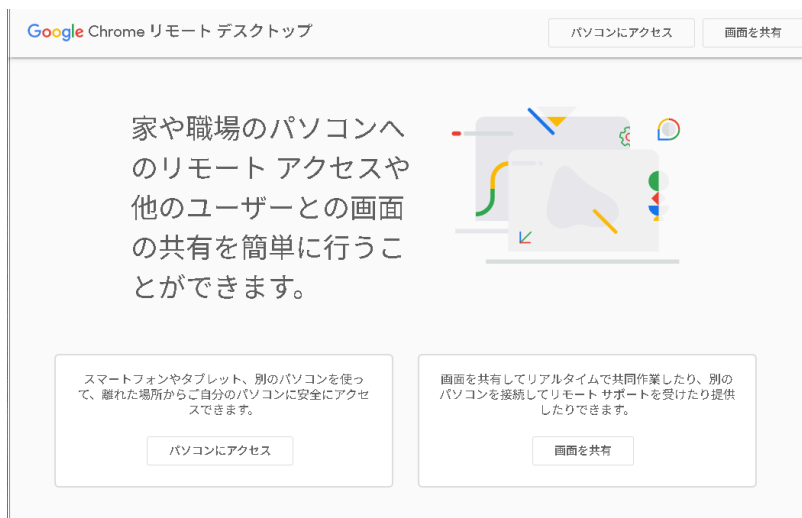 Google Chrome リモート デスクトップ
パソコンにアクセス
画面を共有
家や職場のパソコンへ
のリモート アクセスや
他のユーザーとの画面
の共有を簡単に行うこ
とができます。
スマートフォンやタブレット、別のパソコンを使っ
て、離れた場所からご自分のパソコンに安全にアクセ
スできます。
パソコンにアクセス
画面を共有してリアルタイムで共同作業したり、別の
パソコンを接続してリモート サポートを受けたり提供
したりできます。
画面を共有